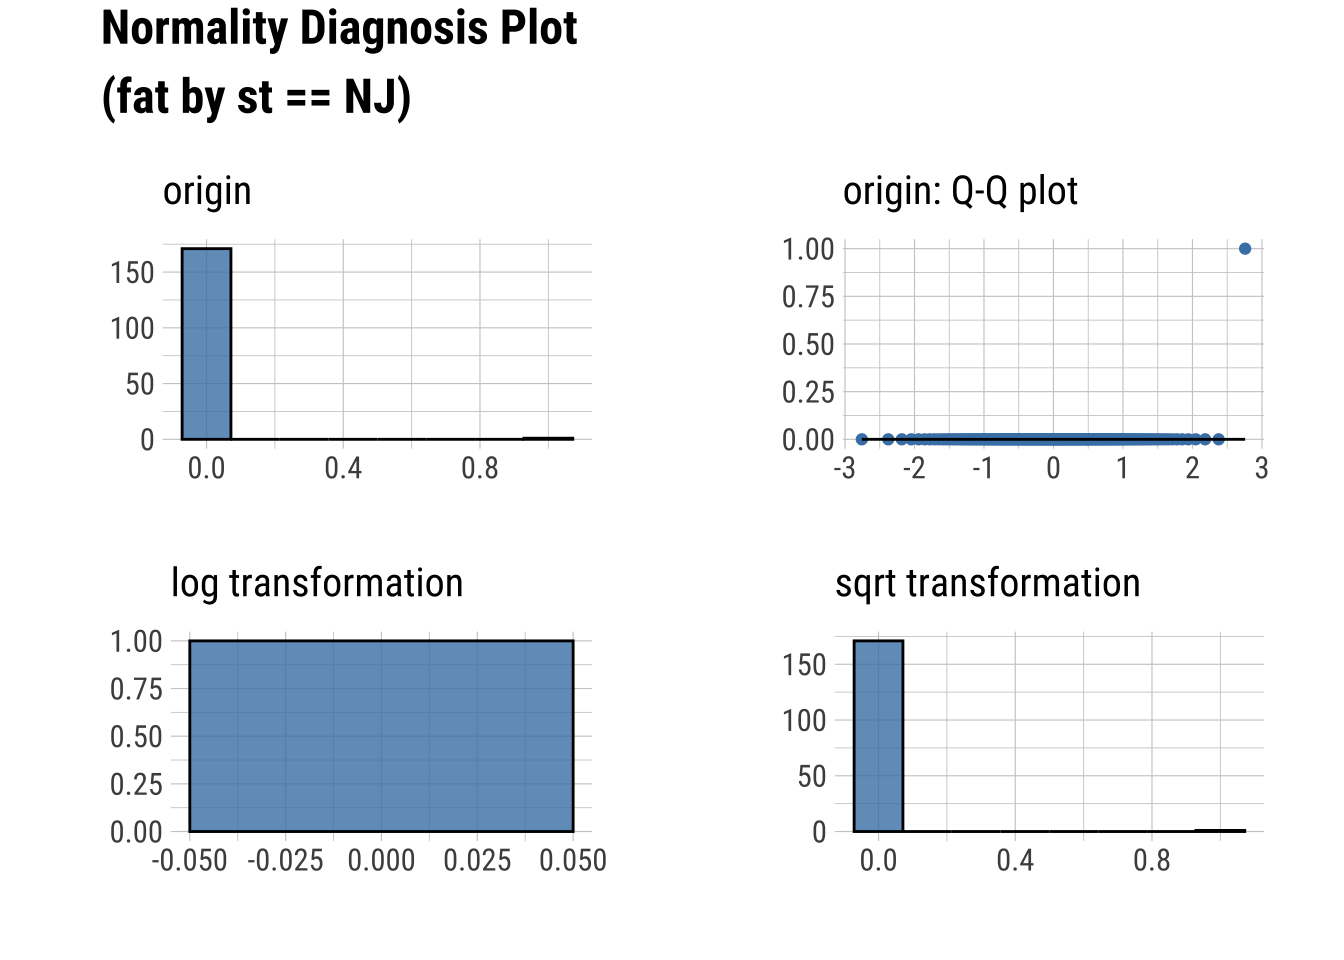 Normality Diagnosis Plot
(fat by st == NJ)
origin
150
100
50
0
0.0 0.4 0.8
origin: Q-Q plot
1.00
0.75
0.50
0.25
0.00
-3 -2 -1 0 1 2 3
log transformation
1.00
0.75
0.50
0.25
0.00
-0.050 -0.025 0.000 0.025 0.050
sqrt transformation
150
100
50
0
0.0 0.4 0.8